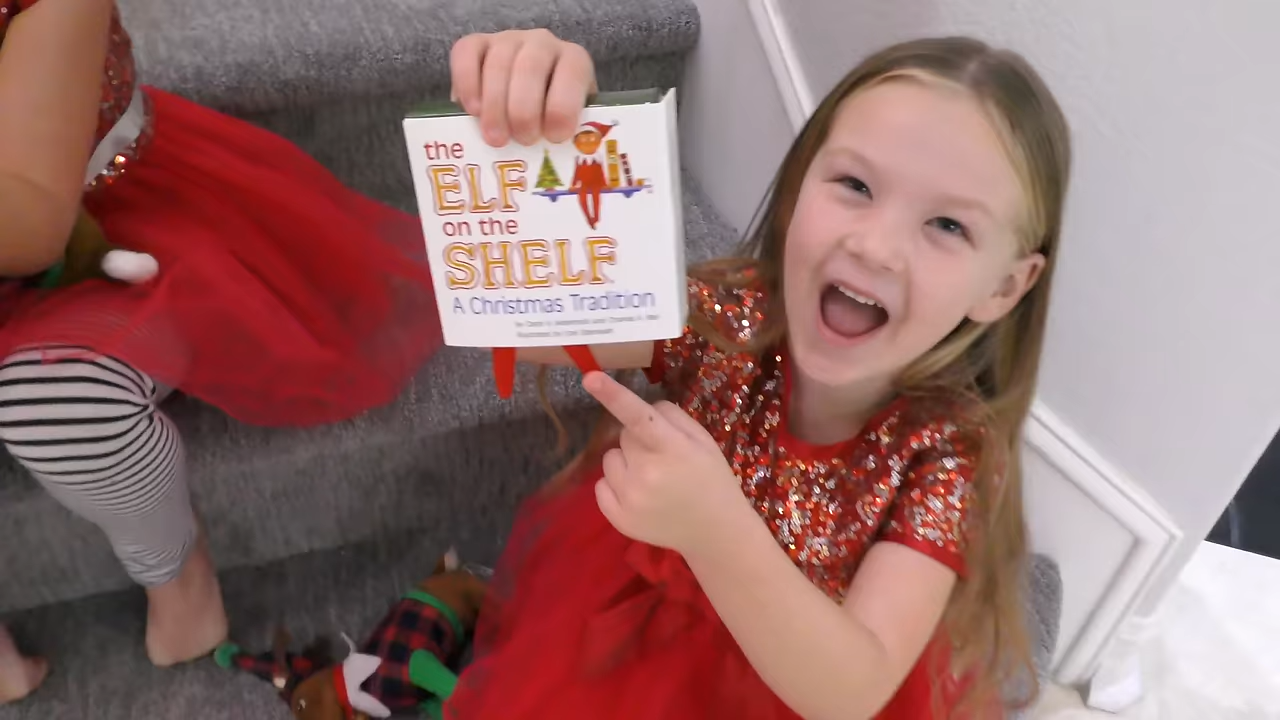 the
ELF
on the
SHELF
A Christmas Tradition